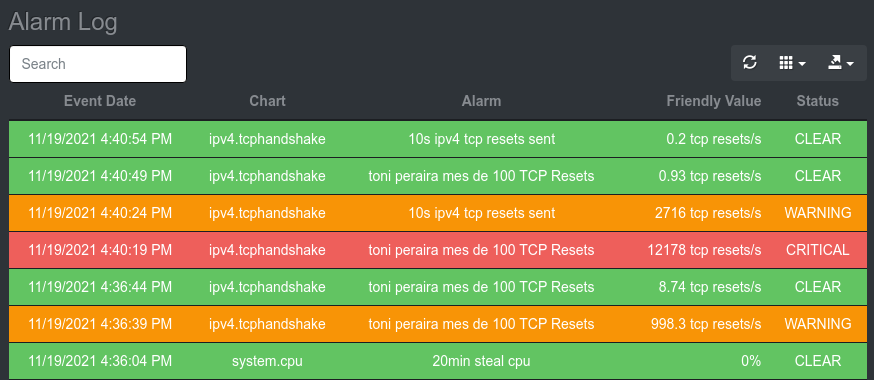 Alarm Log
Search
Event Date Chart Alarm Friendly Value Status
11/19/2021 4:40:54 PM ipv4.tcphandshake 10s ipv4 tcp resets sent 0.2 tcp resets/s CLEAR
11/19/2021 4:40:49 PM ipv4.tcphandshake toni peraira mes de 100 TCP Resets 0.93 tcp resets/s CLEAR
11/19/2021 4:40:24 PM ipv4.tcphandshake 10s ipv4 tcp resets sent 2716 tcp resets/s WARNING
11/19/2021 4:40:19 PM ipv4.tcphandshake toni peraira mes de 100 TCP Resets 12178 tcp resets/s CRITICAL
11/19/2021 4:36:44 PM ipv4.tcphandshake toni peraira mes de 100 TCP Resets 8.74 tcp resets/s CLEAR
11/19/2021 4:36:39 PM ipv4.tcphandshake toni peraira mes de 100 TCP Resets 998.3 tcp resets/s WARNING
11/19/2021 4:36:04 PM system.cpu 20min steal cpu 0% CLEAR